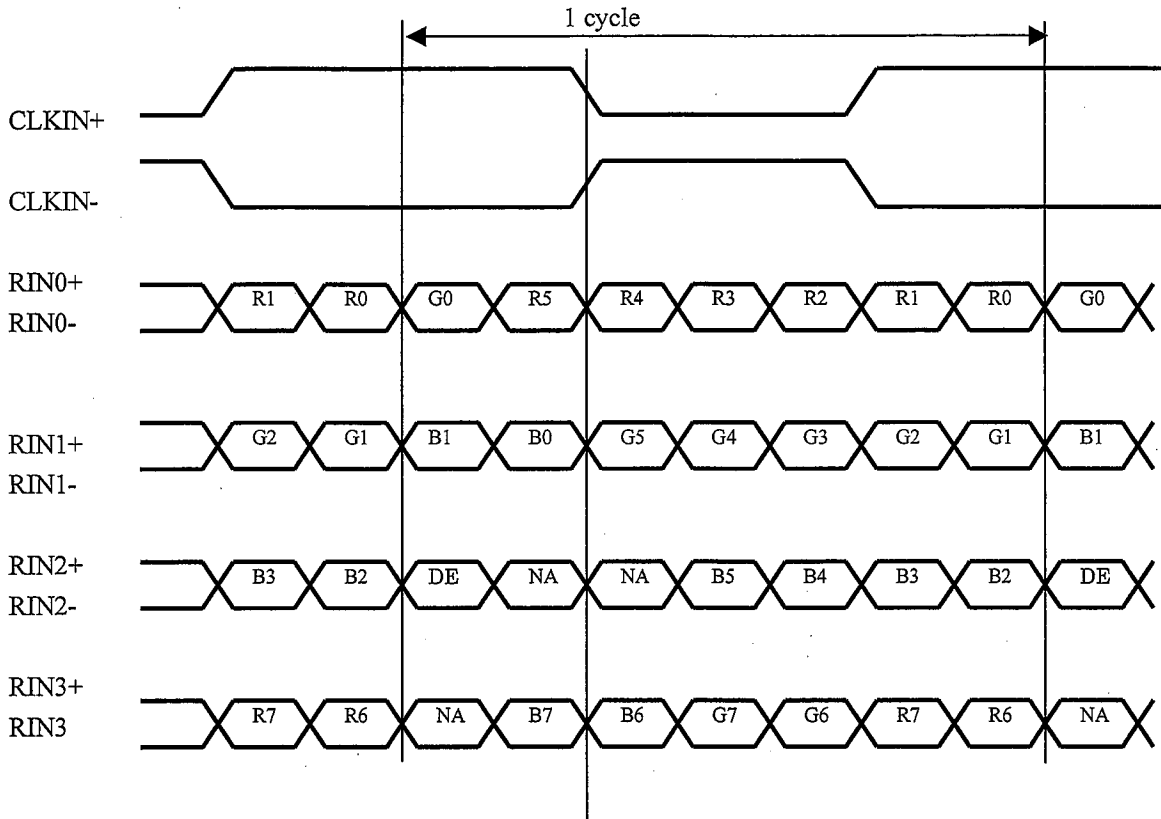 1 cycle
CLKIN+
CLKIN-
RIN0+
R1 R0 G0 R5 R4 R3 R2 R1 R0 G0
RIN0-
RIN1+
G2 G1 B1 B0 G5 G4 G3 G2 G1 B1
RIN1-
RIN2+
B3 B2 DE NA NA B5 B4 B3 B2 DE
RIN2-
RIN3+
R7 R6 NA B7 B6 G7 G6 R7 R6 NA
RIN3